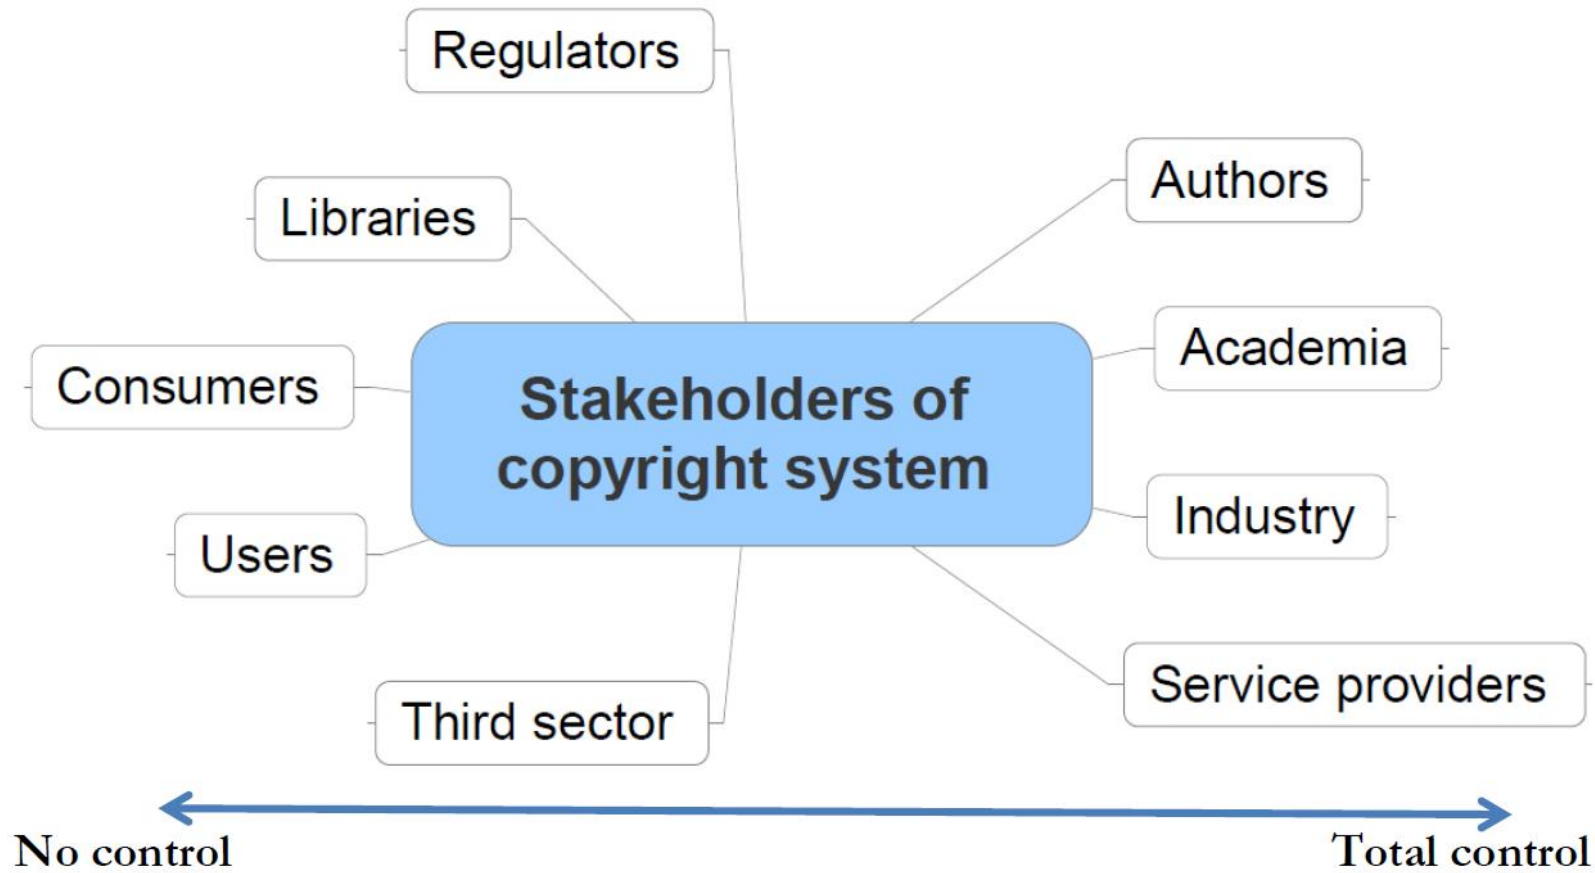 Regulators
Authors
Libraries
Academia
Consumers
Stakeholders of
copyright system
Industry
Users
Service providers
Third sector
No control
Total control